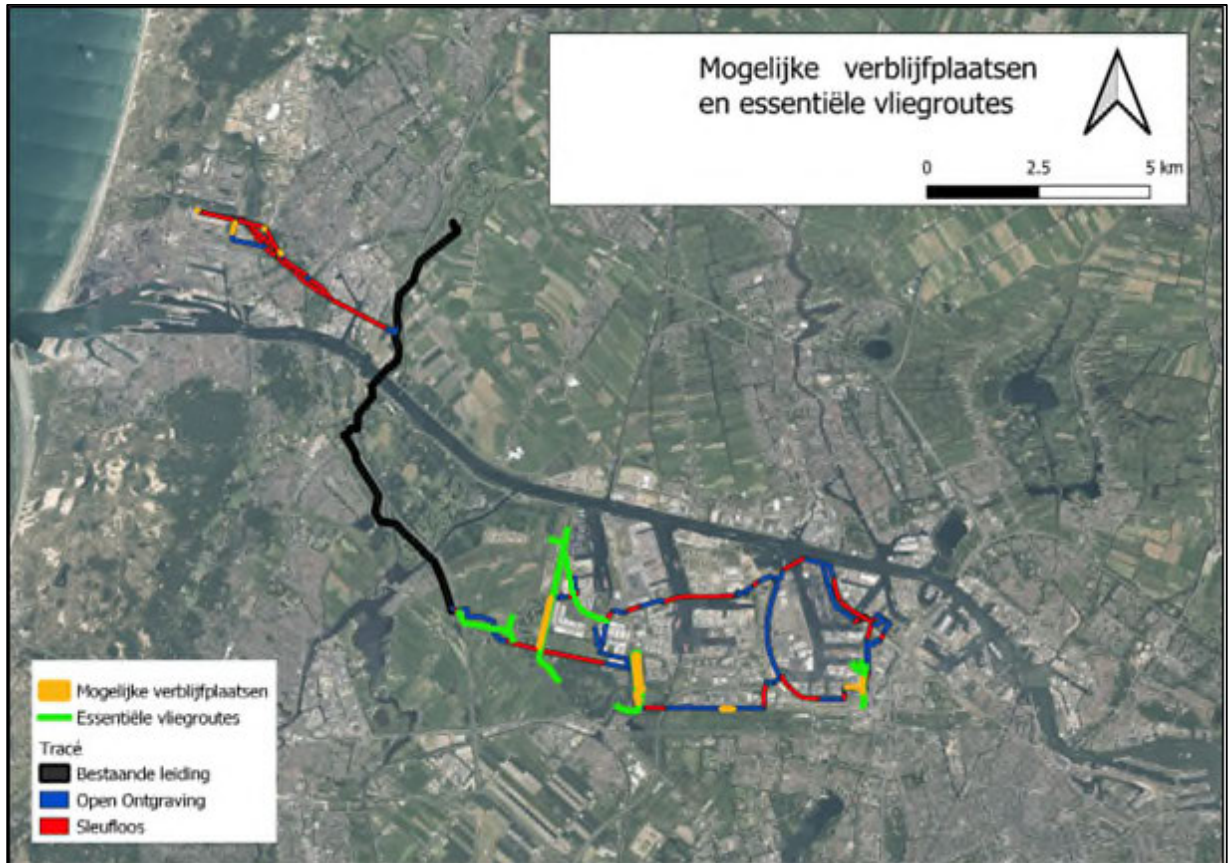 Mogelijke verblijfplaatsen
en essentiële vliegroutes
0 2.5 5 km
Mogelijke verblijfplaatsen
Essentiële vliegroutes
Tracé
Bestaande leiding
Open Ontgraving
Sleufloos